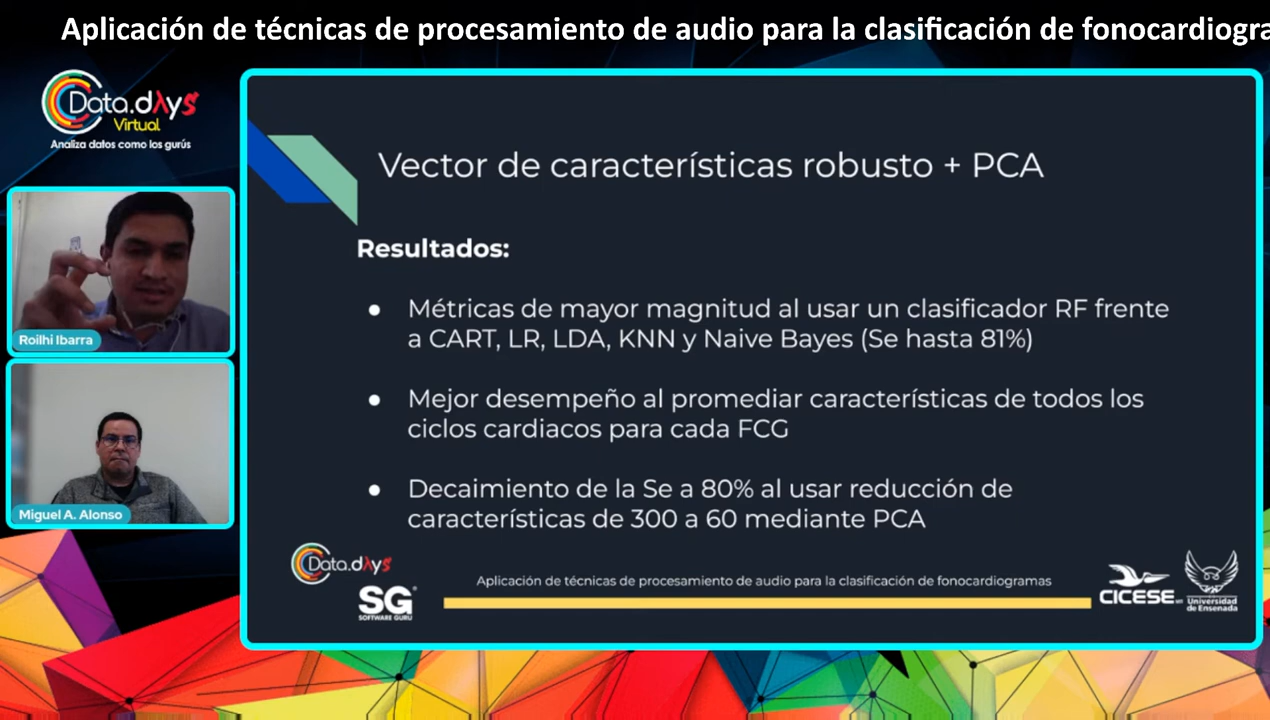 Aplicación de técnicas de procesamiento de audio para la clasificación de fonocardiogra
Data.dAys
Virtual
Analiza datos como los gurús
Roilhi Ibarra
Miguel A. Alonso
Vector de características robusto + PCA
Resultados:
● Métricas de mayor magnitud al usar un clasificador RF frente
a CART, LR, LDA, KNN y Naive Bayes (Se hasta 81%)
● Mejor desempeño al promediar características de todos los
ciclos cardiacos para cada FCG
● Decaimiento de la Se a 80% al usar reducción de
características de 300 a 60 mediante PCA
Data.dAys
SG
SOFTWARE GURU
Aplicación de técnicas de procesamiento de audio para la clasificación de fonocardiogramas
CICESE
Universidad
de Ensenada